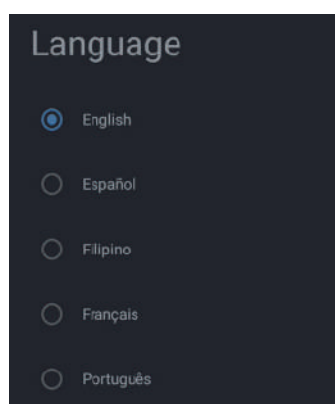 Language
English
Español
Filipino
Français
Português